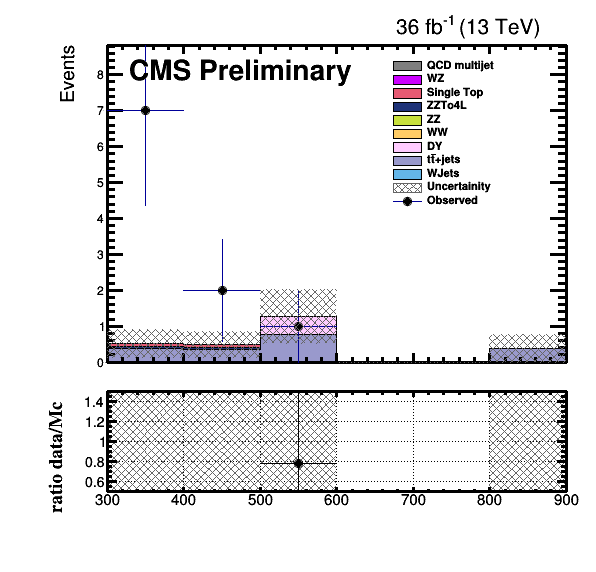 36 fb-1 (13 TeV)
CMS Preliminary
Events
8
7
6
5
4
3
2
1
0
QCD multijet
WZ
Single Top
ZZTo4L
ZZ
WW
DY
tt̄+jets
WJets
Uncertainity
Observed
ratio data/Mc
1.4
1.2
1
0.8
0.6
300 400 500 600 700 800 900